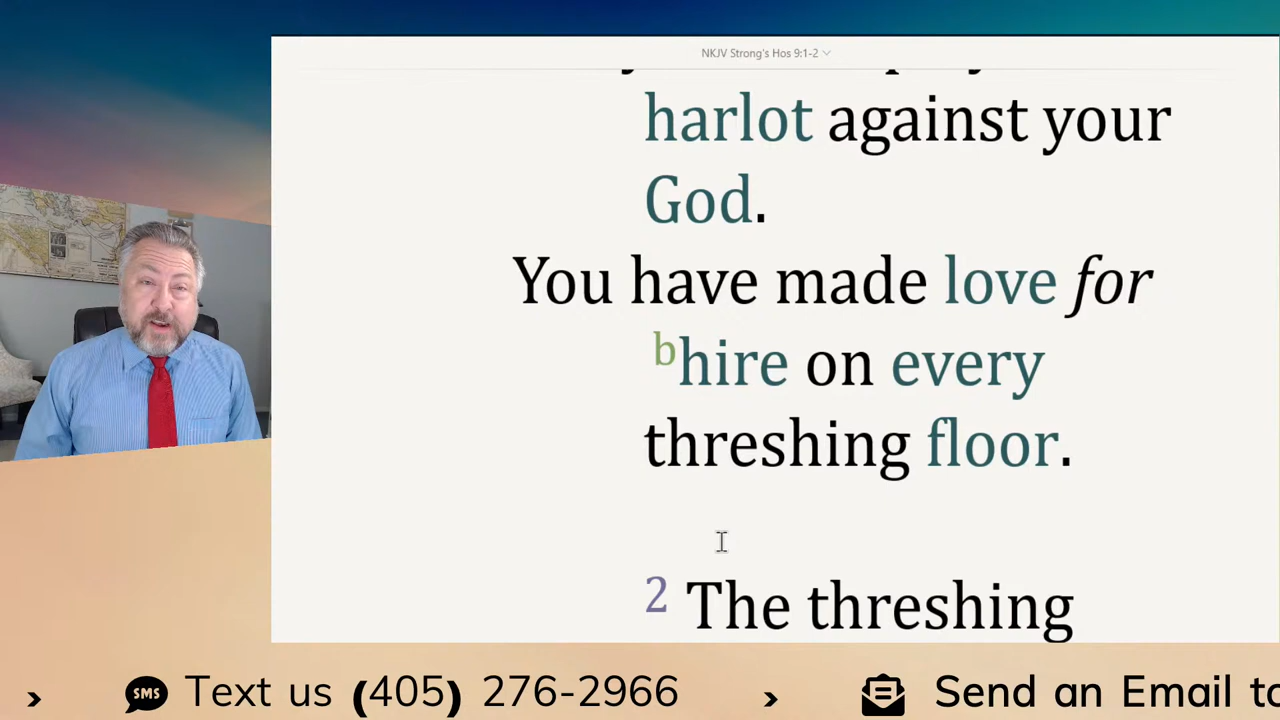 NKJV Strong's Hos 9:1-2
harlot against your
God.
You have made love for
bhire on every
threshing floor.
2 The threshing
> SMS Text us (405) 276-2966 > Send an Email to